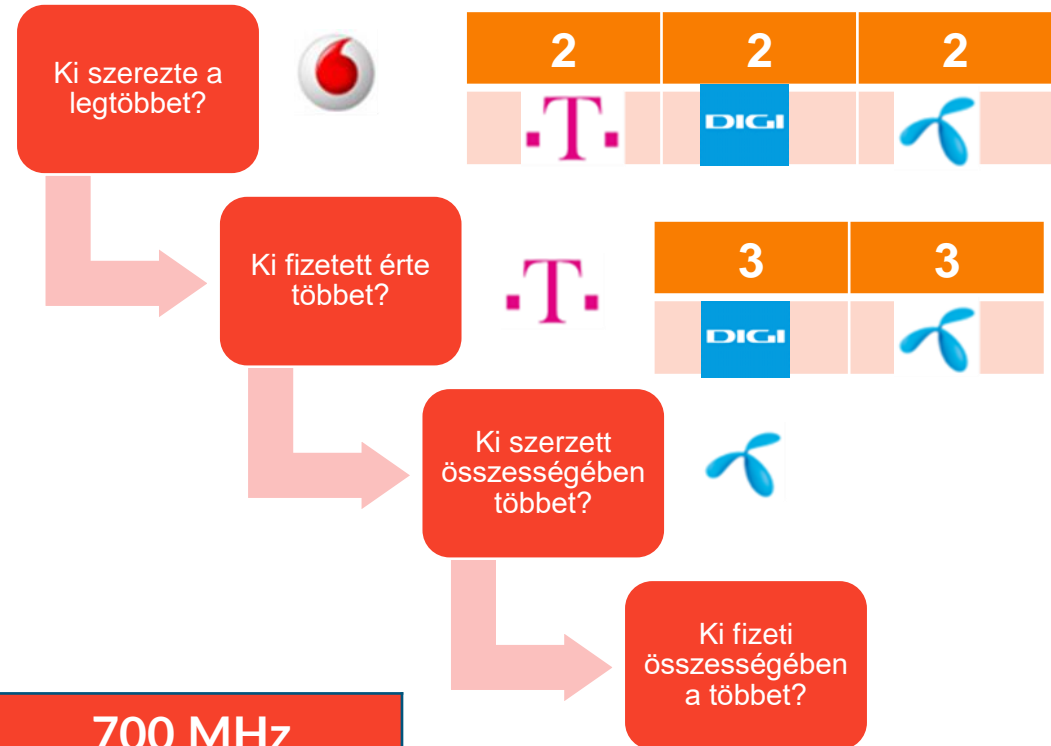 Ki szerezte a
legtöbbet?
2 2 2
·T· DIGI
Ki fizetett érte
többet?
·T·
3 3
DIGI
Ki szerzett
összességében
többet?
Ki fizeti
összességében
a többet?
700 MHz